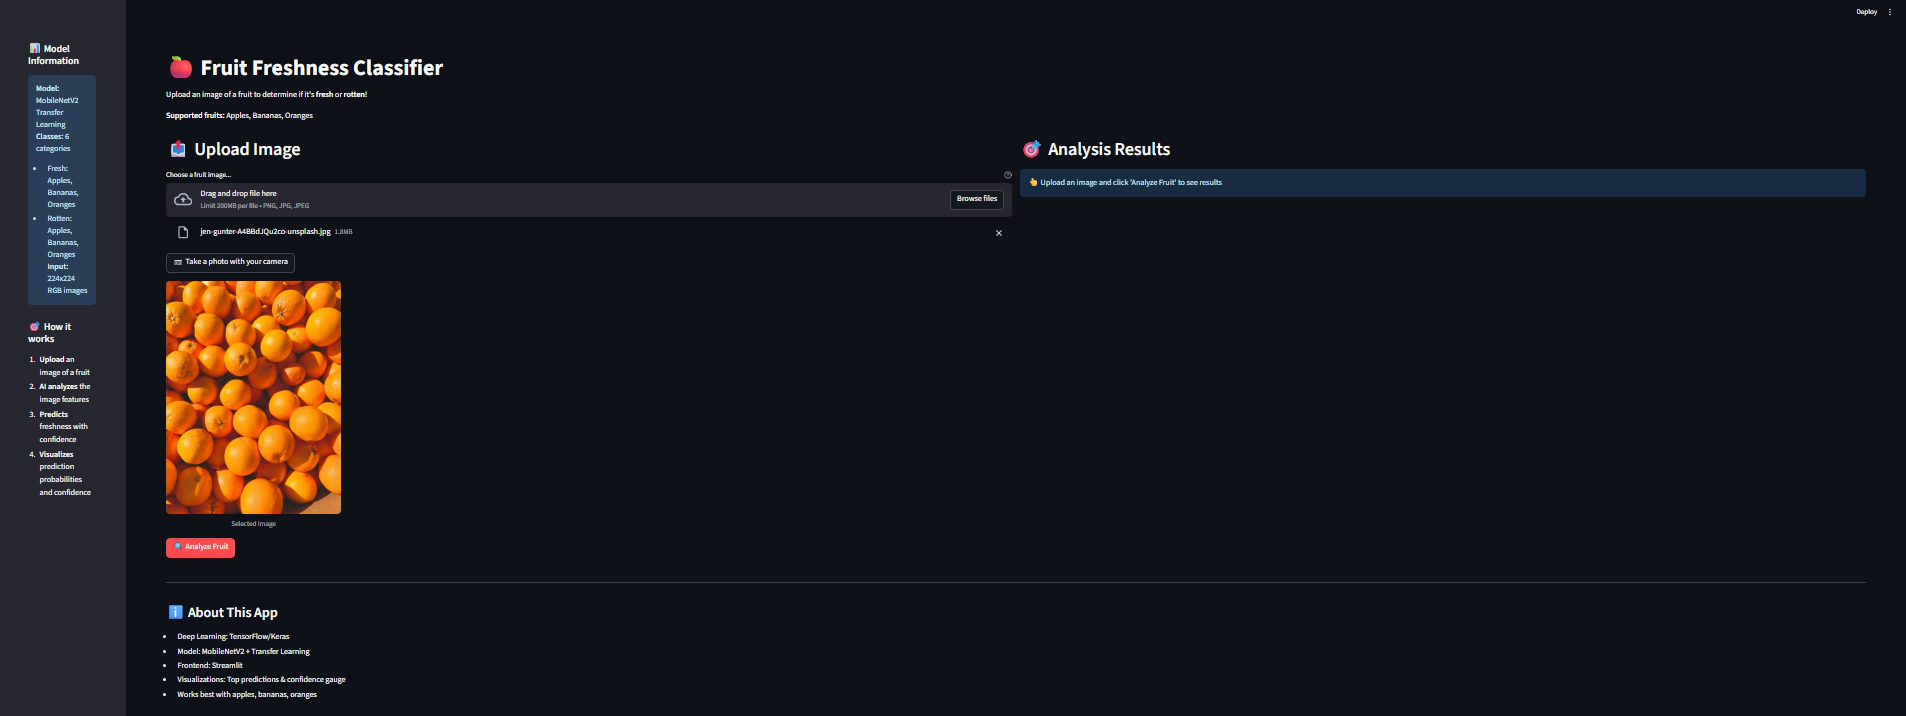 Deploy
Model
Information
Model:
MobileNetV2
Transfer
Learning
Classes: 6
categories
Fresh:
Apples,
Bananas,
Oranges
Rotten:
Apples,
Bananas,
Oranges
Input:
224x224
RGB images
How it
works
1. Upload an
image of a fruit
2. AI analyzes the
image features
3. Predicts
freshness with
confidence
4. Visualizes
prediction
probabilities
and confidence
Fruit Freshness Classifier
Upload an image of a fruit to determine if it's fresh or rotten!
Supported fruits: Apples, Bananas, Oranges
Upload Image
Choose a fruit image...
Drag and drop file here
Limit 200MB per file • PNG, JPG, JPEG
Browse files
jen-gunter-A4BBdJQu2co-unsplash.jpg 1.8MB
Take a photo with your camera
Selected Image
Analyze Fruit
Analysis Results
Upload an image and click 'Analyze Fruit' to see results
About This App
Deep Learning: TensorFlow/Keras
Model: MobileNetV2 + Transfer Learning
Frontend: Streamlit
Visualizations: Top predictions & confidence gauge
Works best with apples, bananas, oranges